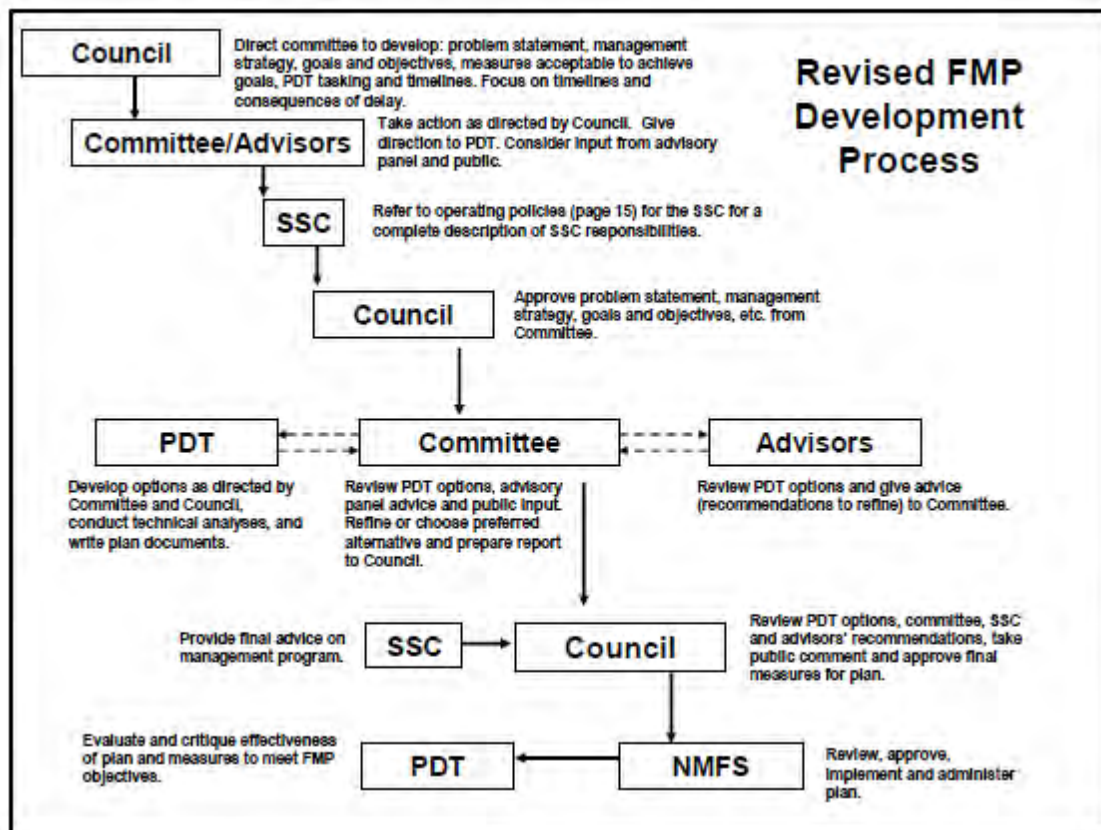 Council
Direct committee to develop: problem statement, management
strategy, goals and objectives, measures acceptable to achieve
goals, PDT tasking and timelines. Focus on timelines and
consequences of delay.
Revised FMP
Development
Process
Committee/Advisors
Take action as directed by Council. Give
direction to PDT. Consider input from advisory
panel and public.
SSC
Refer to operating policies (page 15) for the SSC for a
complete description of SSC responsibilities.
Council
Approve problem statement, management
strategy, goals and objectives, etc. from
Committee.
PDT
Develop options as directed by
Committee and Council,
conduct technical analyses, and
write plan documents.
Committee
Review PDT options, advisory
panel advice and public input.
Refine or choose preferred
alternative and prepare report
to Council.
Advisors
Review PDT options and give advice
(recommendations to refine) to Committee.
Provide final advice on
management program.
SSC
Council
Review PDT options, committee, SSC
and advisors' recommendations, take
public comment and approve final
measures for plan.
Evaluate and critique effectiveness
of plan and measures to meet FMP
objectives.
PDT
NMFS
Review, approve,
implement and administer
plan.